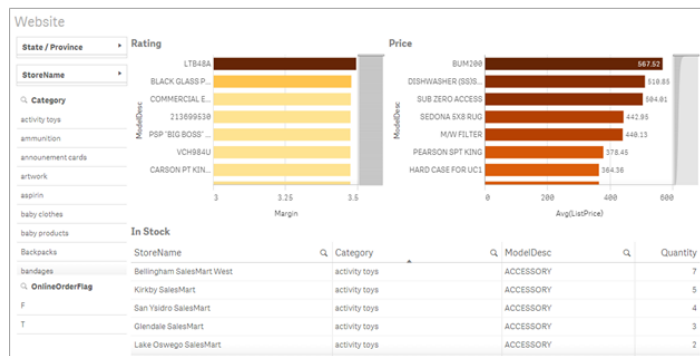 Website
State / Province
StoreName
Category
activity toys
ammunition
announement cards
artwork
aspirin
baby clothes
baby products
Backpacks
bandages
OnlineOrderFlag
F
T
Rating
ModelDesc
LTB48A
BLACK GLASS P...
COMMERCIAL E...
213699530
PSP "BIG BOSS" ...
VCH984U
CARSON PT KIN...
3 3.25 3.5
Margin
Price
ModelDesc
BUM200 567.52
DISHWASHER (SS)S... 510.85
SUB ZERO ACCESS 504.01
SEDONA 5X8 RUG 442.95
M/W FILTER 440.13
PEARSON SPT KING 378.45
HARD CASE FOR UC1 364.36
0 200 400 600
Avg(ListPrice)
In Stock
StoreName Category ModelDesc Quantity
Bellingham SalesMart West activity toys ACCESSORY 7
Kirkby SalesMart activity toys ACCESSORY 5
San Ysidro SalesMart activity toys ACCESSORY 4
Glendale SalesMart activity toys ACCESSORY 3
Lake Oswego SalesMart activity toys ACCESSORY 2